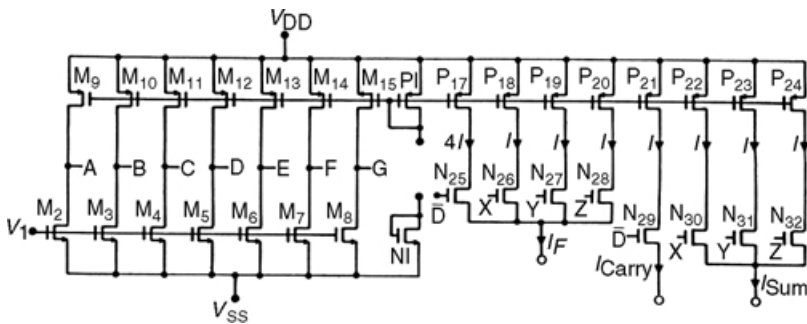 VDD
M9 M10 M11 M12 M13 M14 M15 PI P17 P18 P19 P20 P21 P22 P23 P24
4I I I I I I I I
A B C D E F G
N25 N26 N27 N28
D̅ X Y Z
M2 M3 M4 M5 M6 M7 M8
V1
NI
N29 N30 N31 N32
D̅ X Y Z
IF
ICarry
ISum
VSS